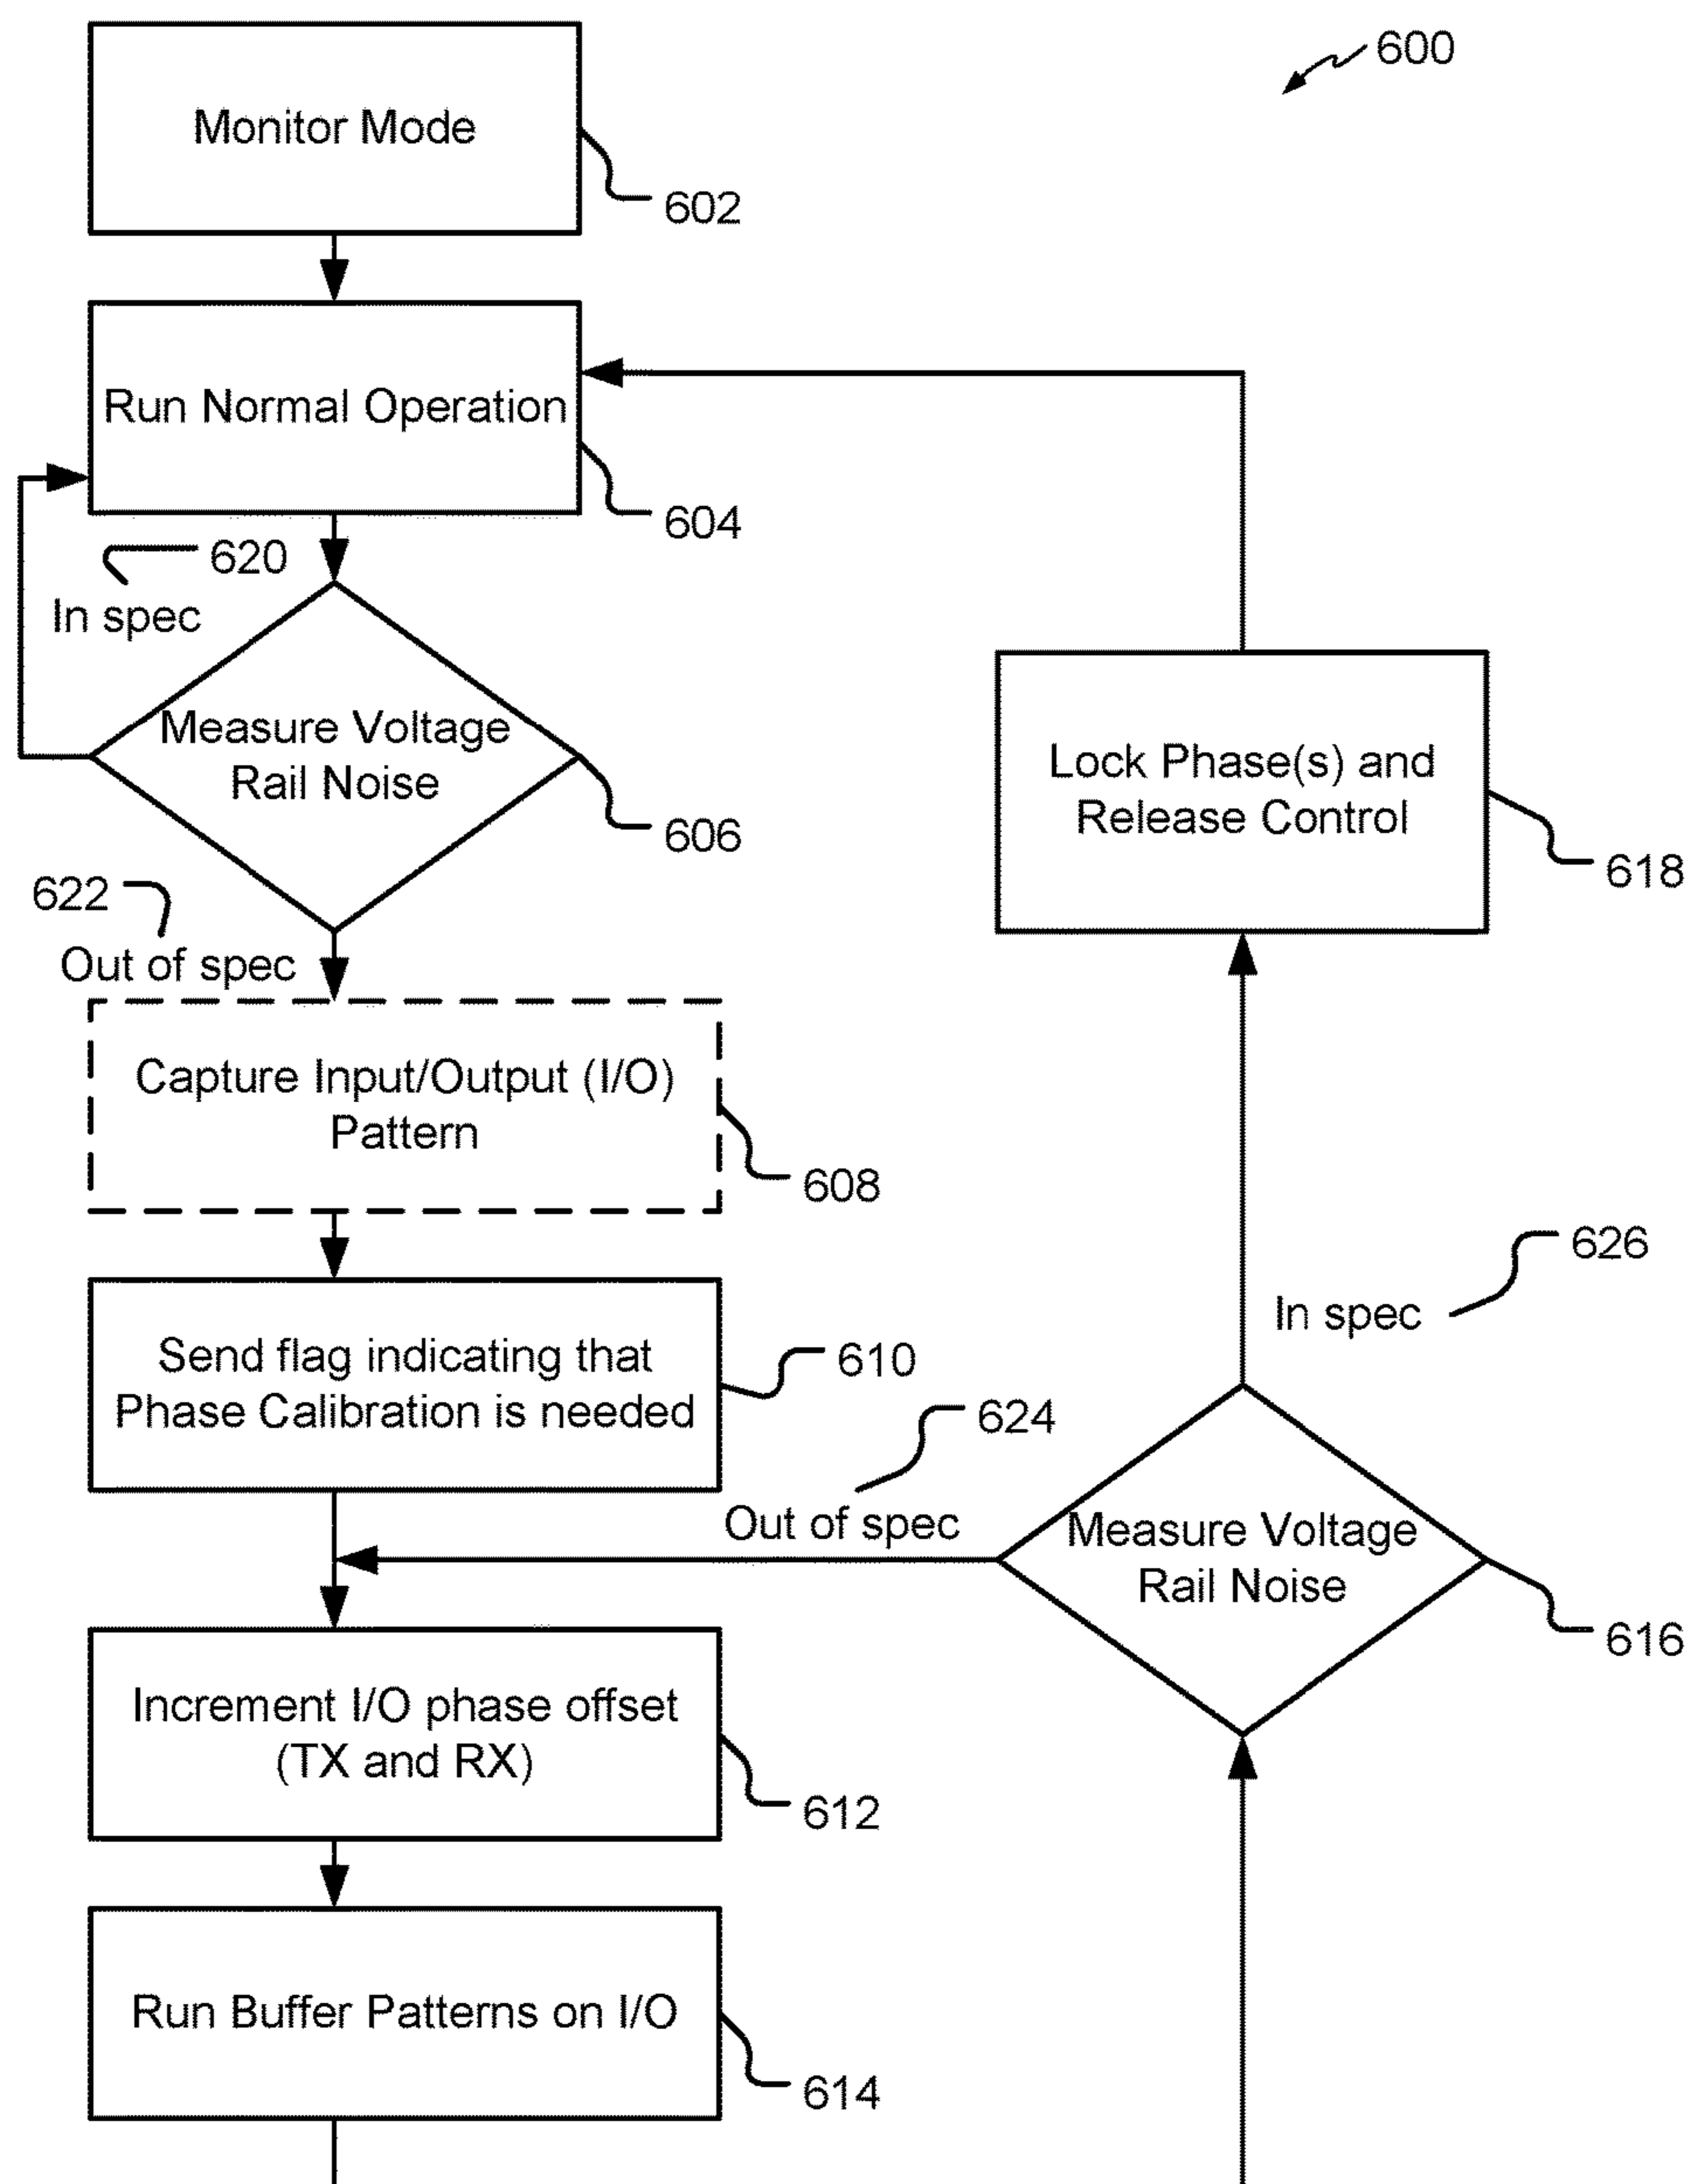 600
Monitor Mode
602
Run Normal Operation
604
620
In spec
Measure Voltage
Rail Noise
606
622
Out of spec
Capture Input/Output (I/O)
Pattern
608
Send flag indicating that
Phase Calibration is needed
610
Increment I/O phase offset
(TX and RX)
612
Run Buffer Patterns on I/O
614
Lock Phase(s) and
Release Control
618
626
In spec
624
Out of spec
Measure Voltage
Rail Noise
616